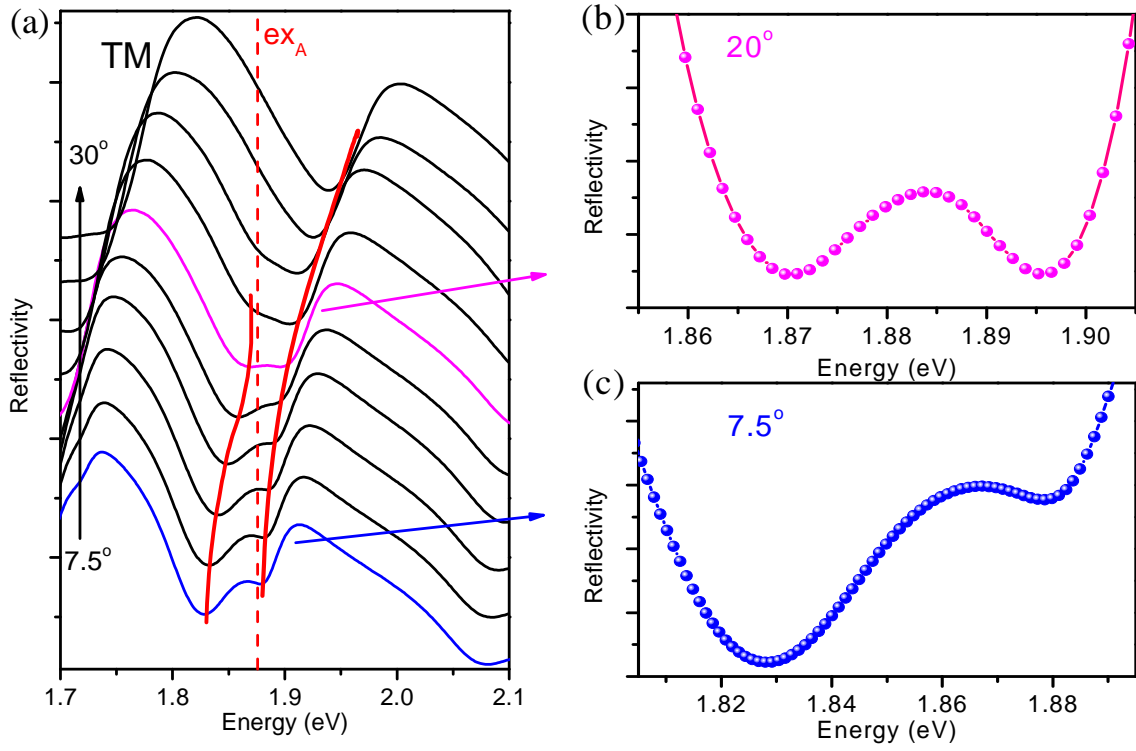 (a)
TM
ex_A
30°
7.5°
Reflectivity
1.7 1.8 1.9 2.0 2.1
Energy (eV)
(b)
20°
Reflectivity
1.86 1.87 1.88 1.89 1.90
Energy (eV)
(c)
7.5°
Reflectivity
1.82 1.84 1.86 1.88
Energy (eV)